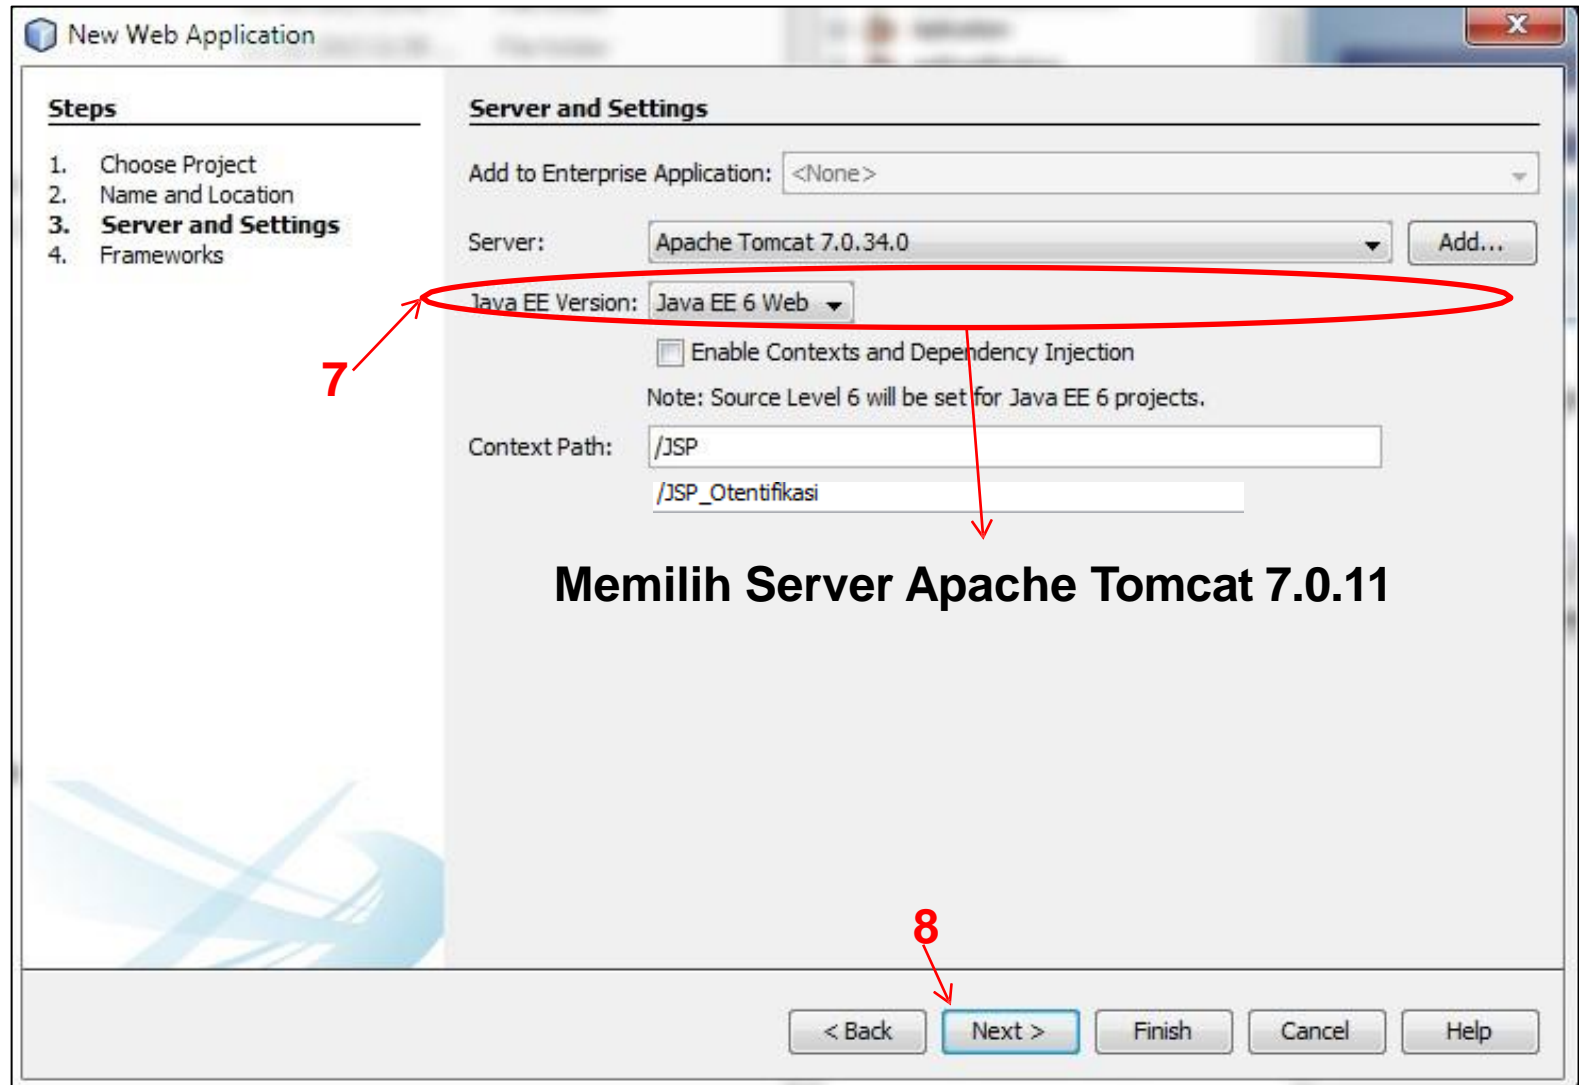 New Web Application
X
Steps
1. Choose Project
2. Name and Location
3. Server and Settings
4. Frameworks
Server and Settings
Add to Enterprise Application: <None>
Server: Apache Tomcat 7.0.34.0 Add...
Java EE Version: Java EE 6 Web
7
Enable Contexts and Dependency Injection
Note: Source Level 6 will be set for Java EE 6 projects.
Context Path: /JSP
/JSP_Otentifikasi
Memilih Server Apache Tomcat 7.0.11
8
< Back Next > Finish Cancel Help